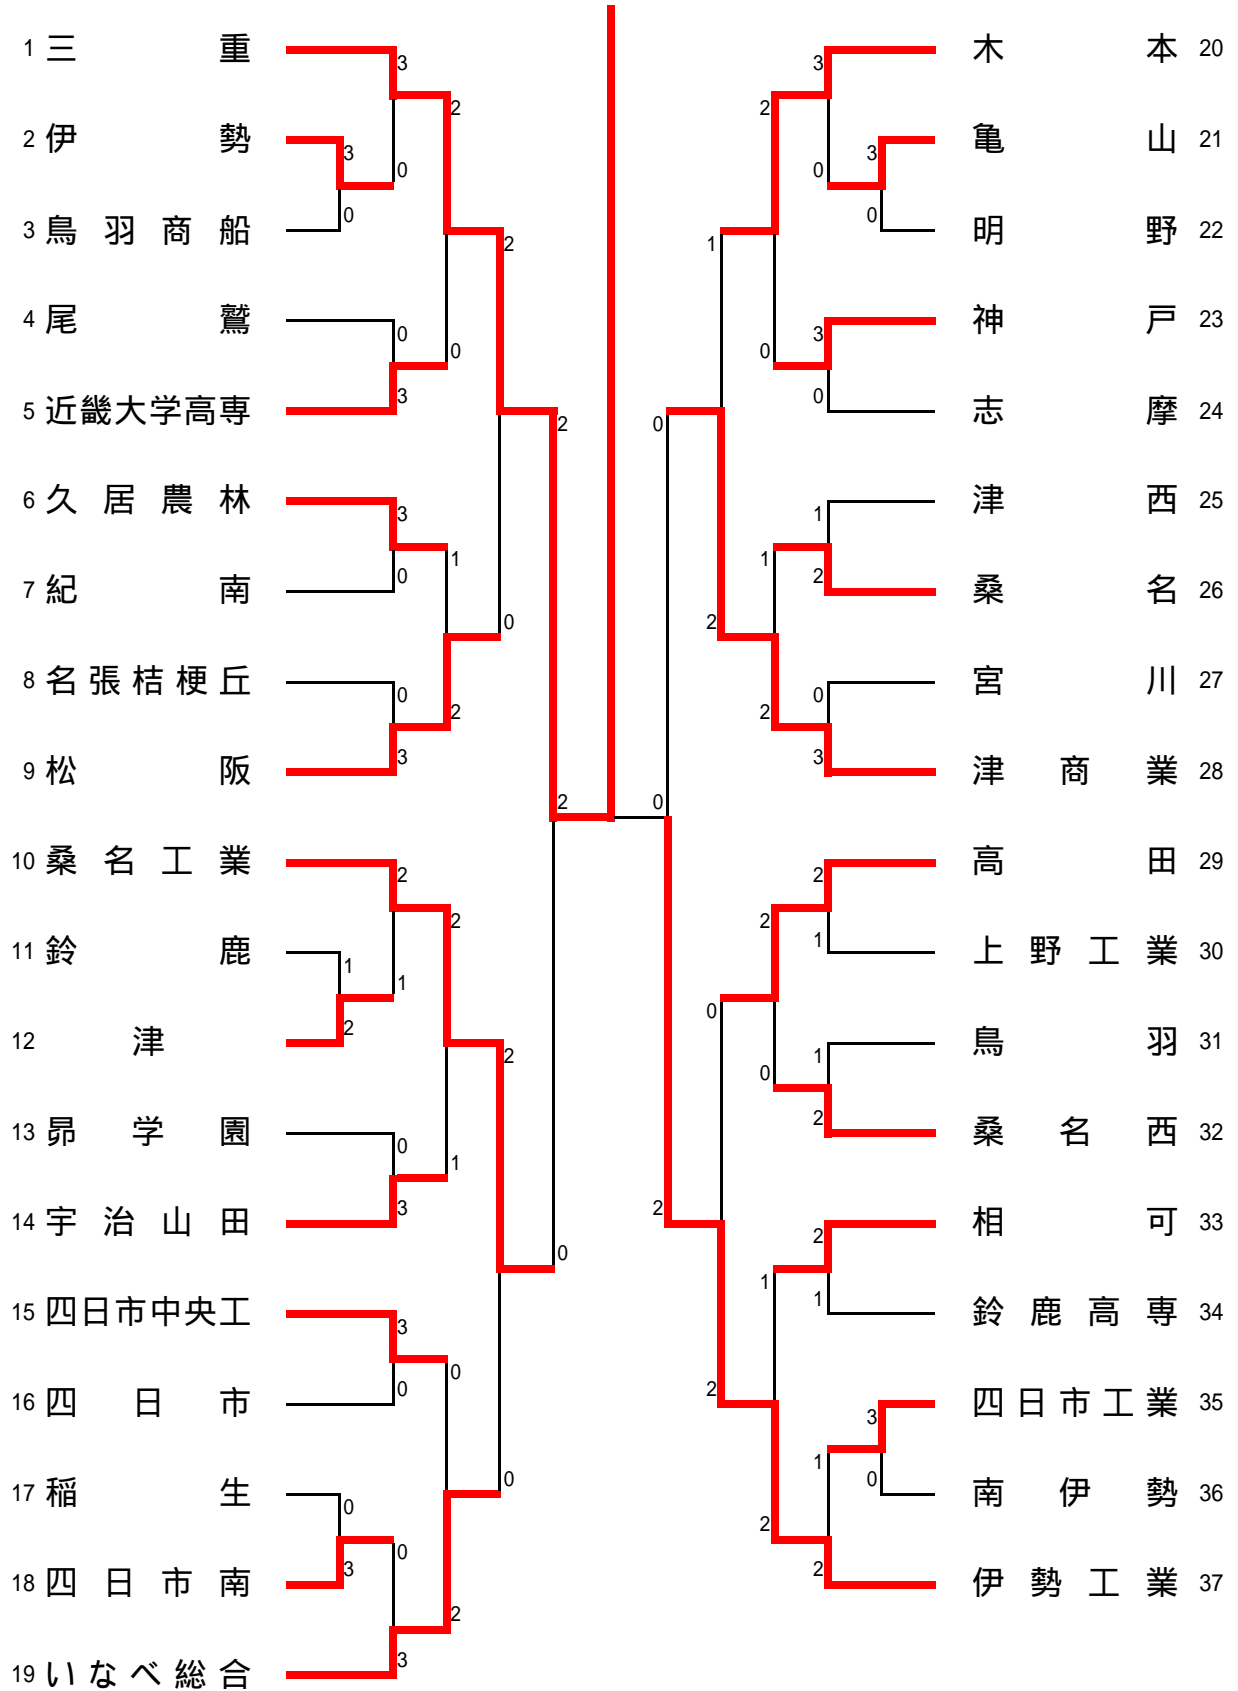 1 三重
2 伊勢
3 鳥羽商船
4 尾鷲
5 近畿大学高専
6 久居農林
7 紀南
8 名張桔梗丘
9 松阪
10 桑名工業
11 鈴鹿
12 津
13 昴学園
14 宇治山田
15 四日市中央工
16 四日市
17 稲生
18 四日市南
19 いなべ総合
3
2
3
0
0
2
0
0
3
3
1
0
0
0
2
3
2
2
2
2
1
1
2
2
0
1
3
0
3
0
0
0
0
0
3
2
3
木本 20
亀山 21
明野 22
神戸 23
志摩 24
津西 25
桑名 26
宮川 27
津商業 28
高田 29
上野工業 30
鳥羽 31
桑名西 32
相可 33
鈴鹿高専 34
四日市工業 35
南伊勢 36
伊勢工業 37
3
2
3
0
0
1
3
0
0
0
1
1
2
2
0
2
3
0
2
2
1
0
1
0
2
2
2
1
1
2
3
1
0
2
2